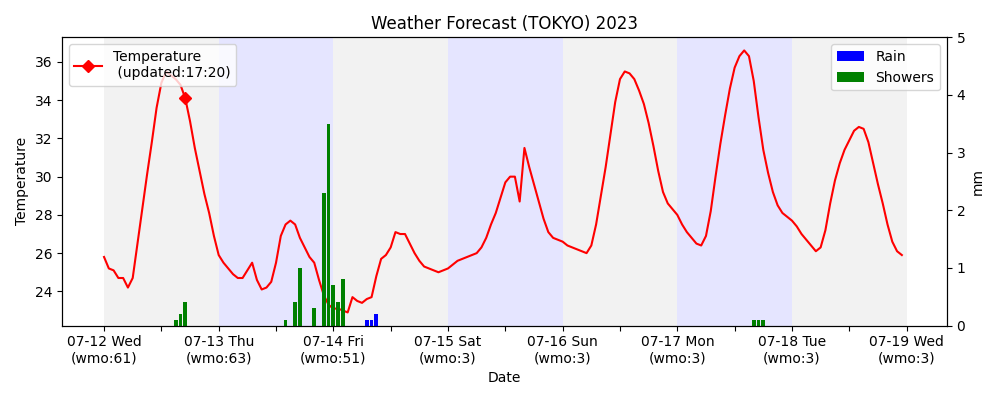 Weather Forecast (TOKYO) 2023
Temperature
(updated:17:20)
Rain
Showers
36
34
32
30
28
26
24
Temperature
5
4
3
2
1
0
mm
07-12 Wed
(wmo:61)
07-13 Thu
(wmo:63)
07-14 Fri
(wmo:51)
07-15 Sat
(wmo:3)
07-16 Sun
(wmo:3)
07-17 Mon
(wmo:3)
07-18 Tue
(wmo:3)
07-19 Wed
(wmo:3)
Date